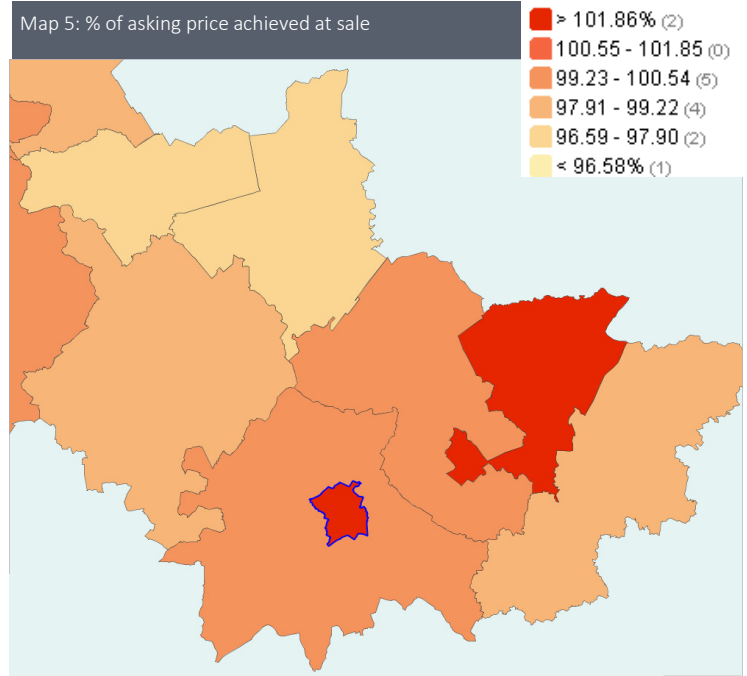 Map 5: % of asking price achieved at sale
> 101.86% (2)
100.55 - 101.85 (0)
99.23 - 100.54 (5)
97.91 - 99.22 (4)
96.59 - 97.90 (2)
< 96.58% (1)